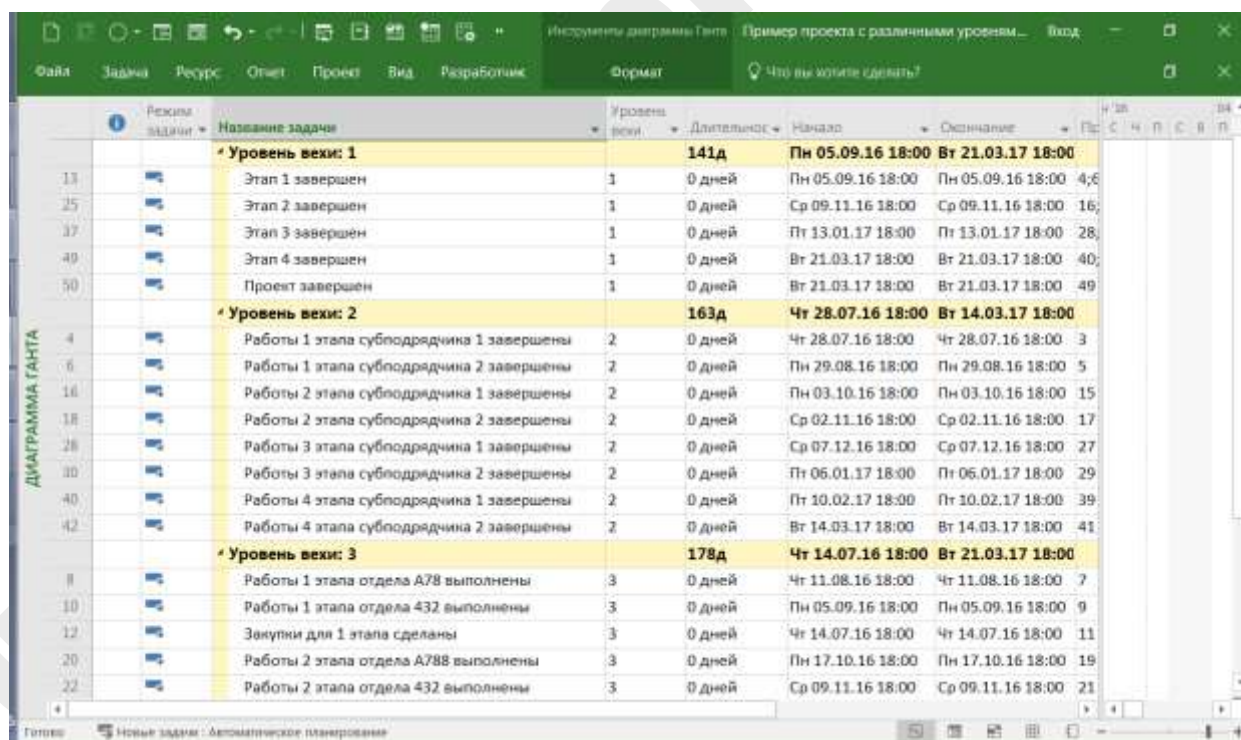 Инструменты диаграммы Ганта Пример проекта с различными уровням... Вход
Файл Задача Ресурс Отчет Проект Вид Разработчик Формат Что вы хотите сделать?
Режим задачи Название задачи Уровень вехи Длительнос Начало Окончание Пр С Ч П С В П
Уровень вехи: 1 141д Пн 05.09.16 18:00 Вт 21.03.17 18:00
13 Этап 1 завершен 1 0 дней Пн 05.09.16 18:00 Пн 05.09.16 18:00 4;6
25 Этап 2 завершен 1 0 дней Ср 09.11.16 18:00 Ср 09.11.16 18:00 16;
37 Этап 3 завершен 1 0 дней Пт 13.01.17 18:00 Пт 13.01.17 18:00 28;
49 Этап 4 завершен 1 0 дней Вт 21.03.17 18:00 Вт 21.03.17 18:00 40;
50 Проект завершен 1 0 дней Вт 21.03.17 18:00 Вт 21.03.17 18:00 49
Уровень вехи: 2 163д Чт 28.07.16 18:00 Вт 14.03.17 18:00
4 Работы 1 этапа субподрядчика 1 завершены 2 0 дней Чт 28.07.16 18:00 Чт 28.07.16 18:00 3
6 Работы 1 этапа субподрядчика 2 завершены 2 0 дней Пн 29.08.16 18:00 Пн 29.08.16 18:00 5
16 Работы 2 этапа субподрядчика 1 завершены 2 0 дней Пн 03.10.16 18:00 Пн 03.10.16 18:00 15
18 Работы 2 этапа субподрядчика 2 завершены 2 0 дней Ср 02.11.16 18:00 Ср 02.11.16 18:00 17
28 Работы 3 этапа субподрядчика 1 завершены 2 0 дней Ср 07.12.16 18:00 Ср 07.12.16 18:00 27
30 Работы 3 этапа субподрядчика 2 завершены 2 0 дней Пт 06.01.17 18:00 Пт 06.01.17 18:00 29
40 Работы 4 этапа субподрядчика 1 завершены 2 0 дней Пт 10.02.17 18:00 Пт 10.02.17 18:00 39
42 Работы 4 этапа субподрядчика 2 завершены 2 0 дней Вт 14.03.17 18:00 Вт 14.03.17 18:00 41
Уровень вехи: 3 178д Чт 14.07.16 18:00 Вт 21.03.17 18:00
8 Работы 1 этапа отдела А78 выполнены 3 0 дней Чт 11.08.16 18:00 Чт 11.08.16 18:00 7
10 Работы 1 этапа отдела 432 выполнены 3 0 дней Пн 05.09.16 18:00 Пн 05.09.16 18:00 9
12 Закупки для 1 этапа сделаны 3 0 дней Чт 14.07.16 18:00 Чт 14.07.16 18:00 11
20 Работы 2 этапа отдела А788 выполнены 3 0 дней Пн 17.10.16 18:00 Пн 17.10.16 18:00 19
22 Работы 2 этапа отдела 432 выполнены 3 0 дней Ср 09.11.16 18:00 Ср 09.11.16 18:00 21
ДИАГРАММА ГАНТА
Готово Новые задачи : Автоматическое планирование